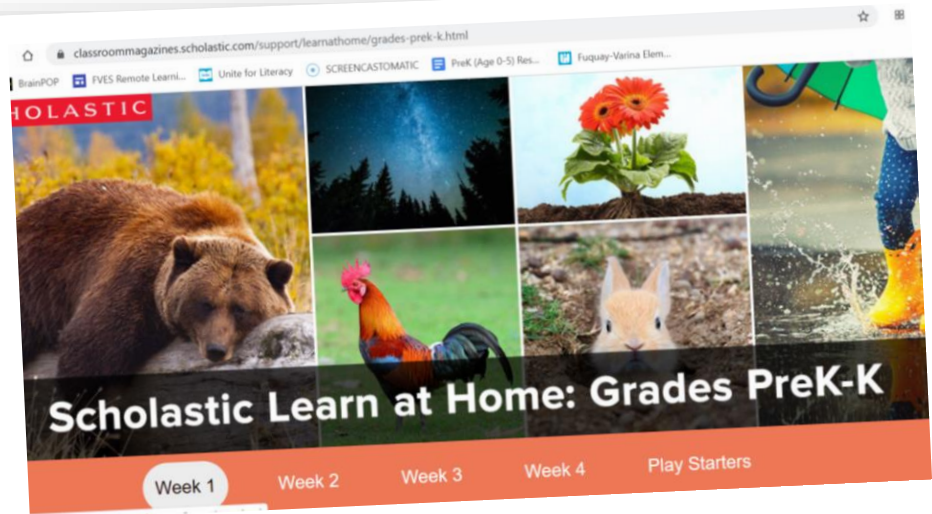 classroommagazines.scholastic.com/support/learnathome/grades-prek-k.html
BrainPOP FVES Remote Learni... Unite for Literacy SCREENCASTOMATIC PreK (Age 0-5) Res... Fuquay-Varina Elem...
HOLASTIC
Scholastic Learn at Home: Grades PreK-K
Week 1 Week 2 Week 3 Week 4 Play Starters